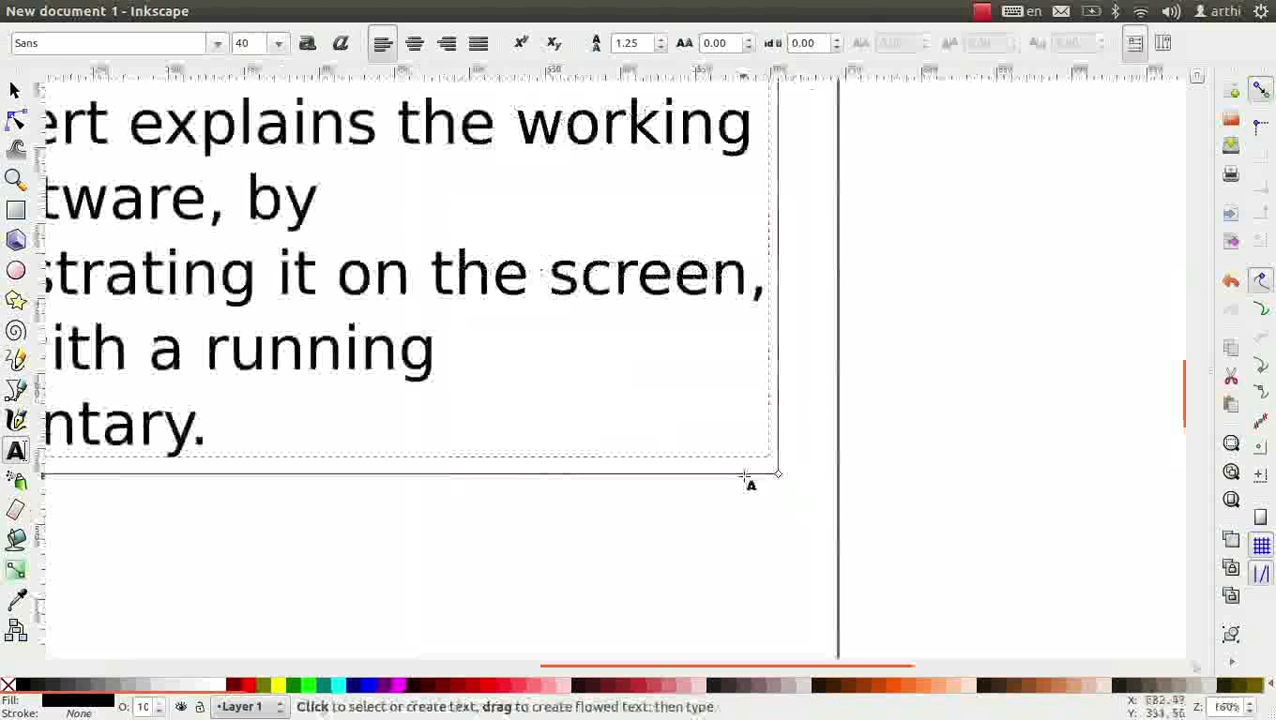 New document 1 - Inkscape
en
arthi
Sans
40
1.25
0.00
0.00
ert explains the working
tware, by
strating it on the screen,
ith a running
ntary.
A
Fill:
Stroke:
None
O:
Layer 1
Click to select or create text, drag to create flowed text; then type.
X:
Y:
Z: